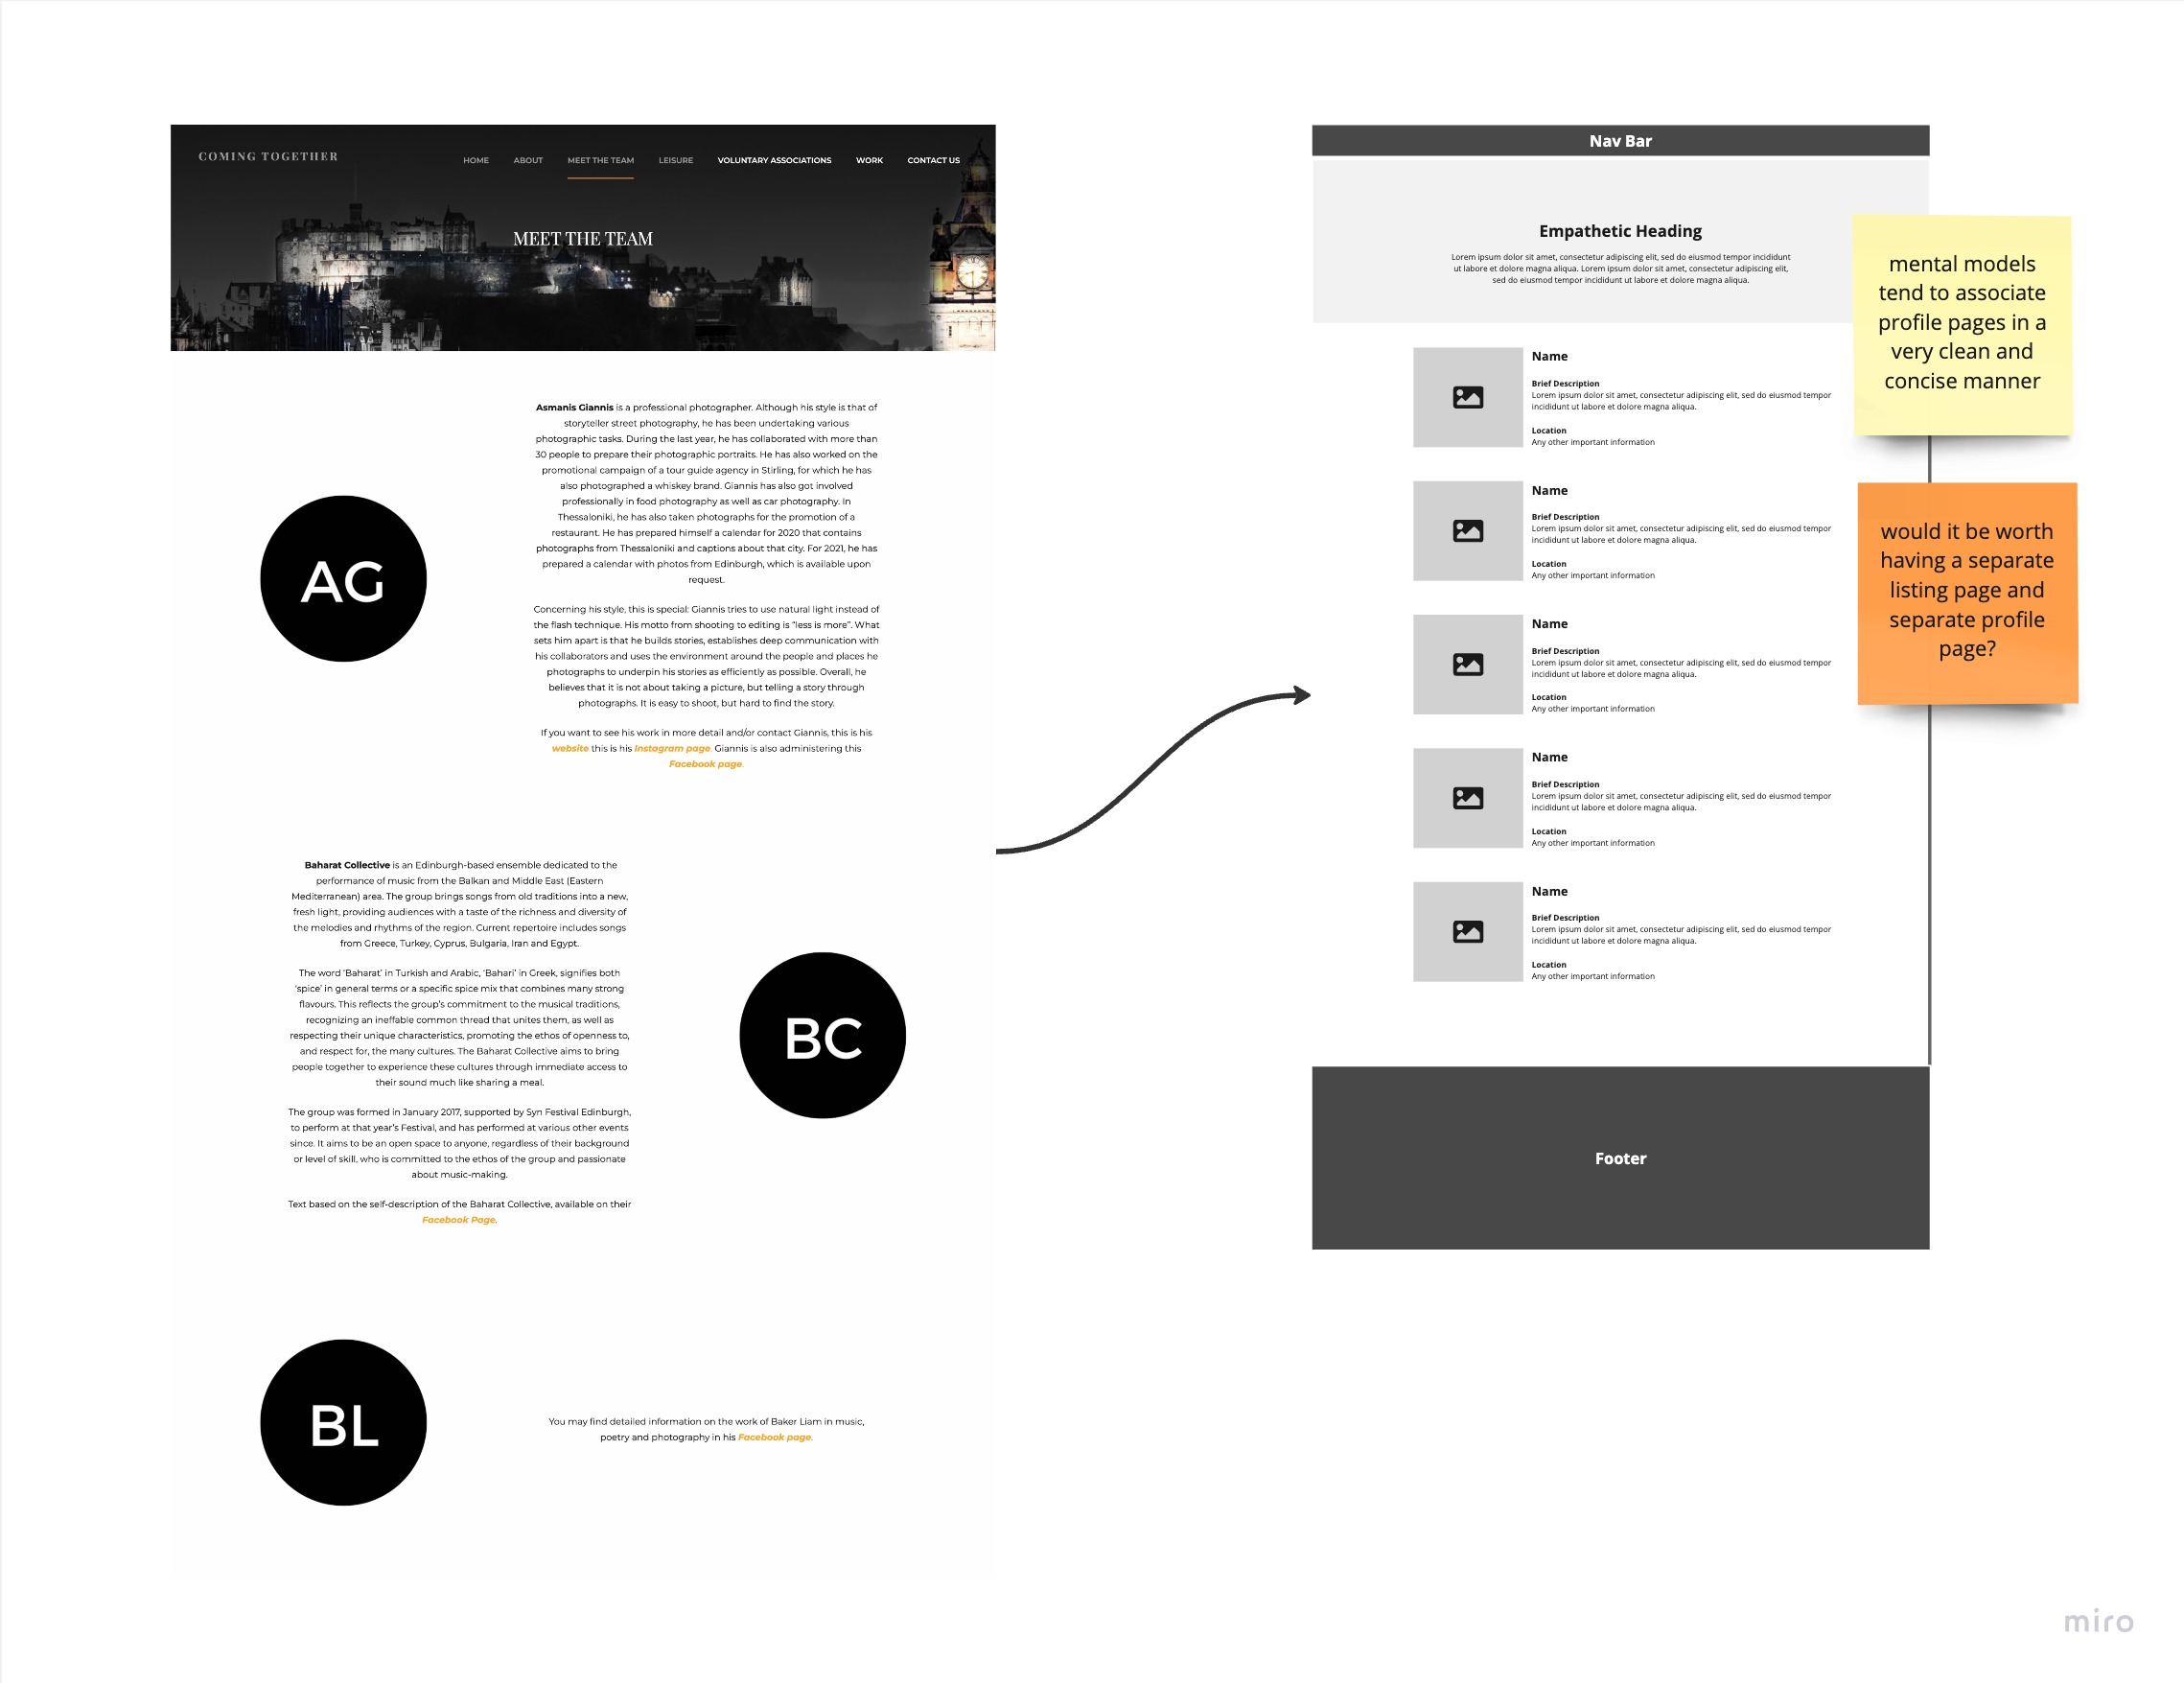 COMING TOGETHER
HOME ABOUT MEET THE TEAM LEISURE VOLUNTARY ASSOCIATIONS WORK CONTACT US
MEET THE TEAM
Asmanis Giannis is a professional photographer. Although his style is that of
storyteller street photography, he has been undertaking various
photographic tasks. During the last year, he has collaborated with more than
30 people to prepare their photographic portraits. He has also worked on the
promotional campaign of a tour guide agency in Stirling, for which he has
also photographed a whiskey brand. Giannis has also got involved
professionally in food photography as well as car photography. In
Thessaloniki, he has also taken photographs for the promotion of a
restaurant. He has prepared himself a calendar for 2020 that contains
photographs from Thessaloniki and captions about that city. For 2021, he has
prepared a calendar with photos from Edinburgh, which is available upon
request.
AG
Concerning his style, this is special: Giannis tries to use natural light instead of
the flash technique. His motto from shooting to editing is “less is more”. What
sets him apart is that he builds stories, establishes deep communication with
his collaborators and uses the environment around the people and places he
photographs to underpin his stories as efficiently as possible. Overall, he
believes that it is not about taking a picture, but telling a story through
photographs. It is easy to shoot, but hard to find the story.
If you want to see his work in more detail and/or contact Giannis, this is his
website this is his Instagram page. Giannis is also administering this
Facebook page.
Baharat Collective is an Edinburgh-based ensemble dedicated to the
performance of music from the Balkan and Middle East (Eastern
Mediterranean) area. The group brings songs from old traditions into a new,
fresh light, providing audiences with a taste of the richness and diversity of
the melodies and rhythms of the region. Current repertoire includes songs
from Greece, Turkey, Cyprus, Bulgaria, Iran and Egypt.
The word ‘Baharat’ in Turkish and Arabic, ‘Bahari’ in Greek, signifies both
‘spice’ in general terms or a specific spice mix that combines many strong
flavours. This reflects the group’s commitment to the musical traditions,
recognizing an ineffable common thread that unites them, as well as
respecting their unique characteristics, promoting the ethos of openness to,
and respect for, the many cultures. The Baharat Collective aims to bring
people together to experience these cultures through immediate access to
their sound much like sharing a meal.
BC
The group was formed in January 2017, supported by Syn Festival Edinburgh,
to perform at that year’s Festival, and has performed at various other events
since. It aims to be an open space to anyone, regardless of their background
or level of skill, who is committed to the ethos of the group and passionate
about music-making.
Text based on the self-description of the Baharat Collective, available on their
Facebook Page.
BL
You may find detailed information on the work of Baker Liam in music,
poetry and photography in his Facebook page.
Nav Bar
Empathetic Heading
Lorem ipsum dolor sit amet, consectetur adipiscing elit, sed do eiusmod tempor incididunt
ut labore et dolore magna aliqua. Lorem ipsum dolor sit amet, consectetur adipiscing elit,
sed do eiusmod tempor incididunt ut labore et dolore magna aliqua.
Name
Brief Description
Lorem ipsum dolor sit amet, consectetur adipiscing elit, sed do eiusmod tempor
incididunt ut labore et dolore magna aliqua.
Location
Any other important information
Name
Brief Description
Lorem ipsum dolor sit amet, consectetur adipiscing elit, sed do eiusmod tempor
incididunt ut labore et dolore magna aliqua.
Location
Any other important information
Name
Brief Description
Lorem ipsum dolor sit amet, consectetur adipiscing elit, sed do eiusmod tempor
incididunt ut labore et dolore magna aliqua.
Location
Any other important information
Name
Brief Description
Lorem ipsum dolor sit amet, consectetur adipiscing elit, sed do eiusmod tempor
incididunt ut labore et dolore magna aliqua.
Location
Any other important information
Name
Brief Description
Lorem ipsum dolor sit amet, consectetur adipiscing elit, sed do eiusmod tempor
incididunt ut labore et dolore magna aliqua.
Location
Any other important information
Footer
mental models
tend to associate
profile pages in a
very clean and
concise manner
would it be worth
having a separate
listing page and
separate profile
page?
miro